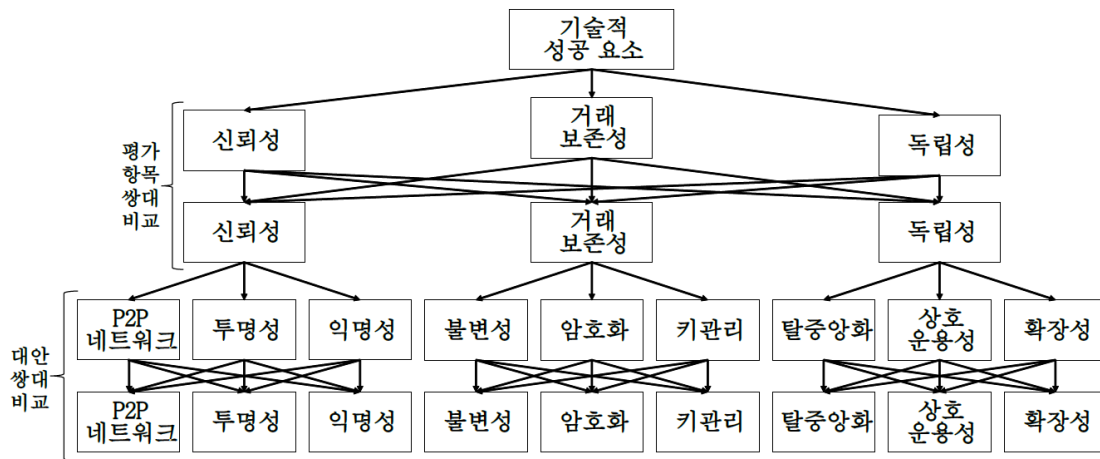 기술적
성공 요소
신뢰성
거래
보존성
독립성
평가
항목
쌍대
비교
신뢰성
거래
보존성
독립성
P2P
네트워크
투명성
익명성
불변성
암호화
키관리
탈중앙화
상호
운용성
확장성
대안
쌍대
비교
P2P
네트워크
투명성
익명성
불변성
암호화
키관리
탈중앙화
상호
운용성
확장성